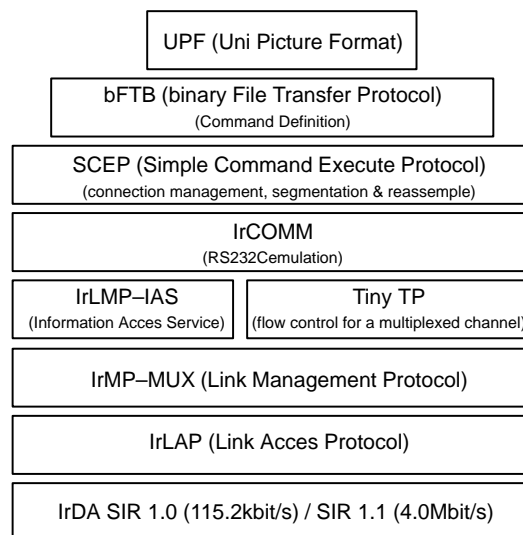 UPF (Uni Picture Format)
bFTB (binary File Transfer Protocol)
(Command Definition)
SCEP (Simple Command Execute Protocol)
(connection management, segmentation & reassemple)
IrCOMM
(RS232Cemulation)
IrLMP–IAS
(Information Acces Service)
Tiny TP
(flow control for a multiplexed channel)
IrMP–MUX (Link Management Protocol)
IrLAP (Link Acces Protocol)
IrDA SIR 1.0 (115.2kbit/s) / SIR 1.1 (4.0Mbit/s)